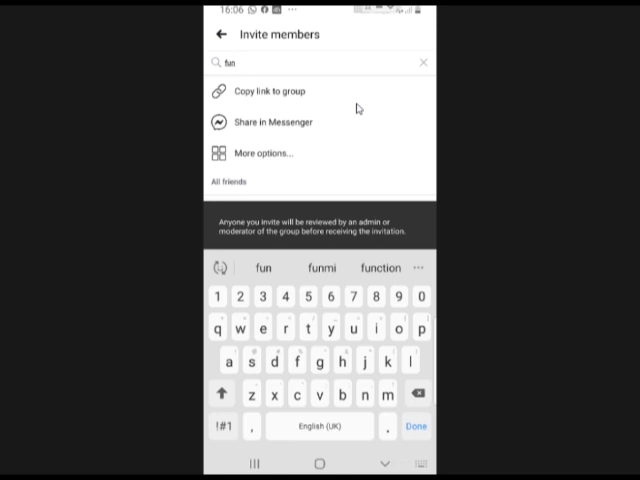 16:06
Invite members
fun
Copy link to group
Share in Messenger
More options...
All friends
Anyone you invite will be reviewed by an admin or
moderator of the group before receiving the invitation.
fun funmi function
1 2 3 4 5 6 7 8 9 0
q w e r t y u i o p
a s d f g h j k l
z x c v b n m
!#1 , English (UK) . Done